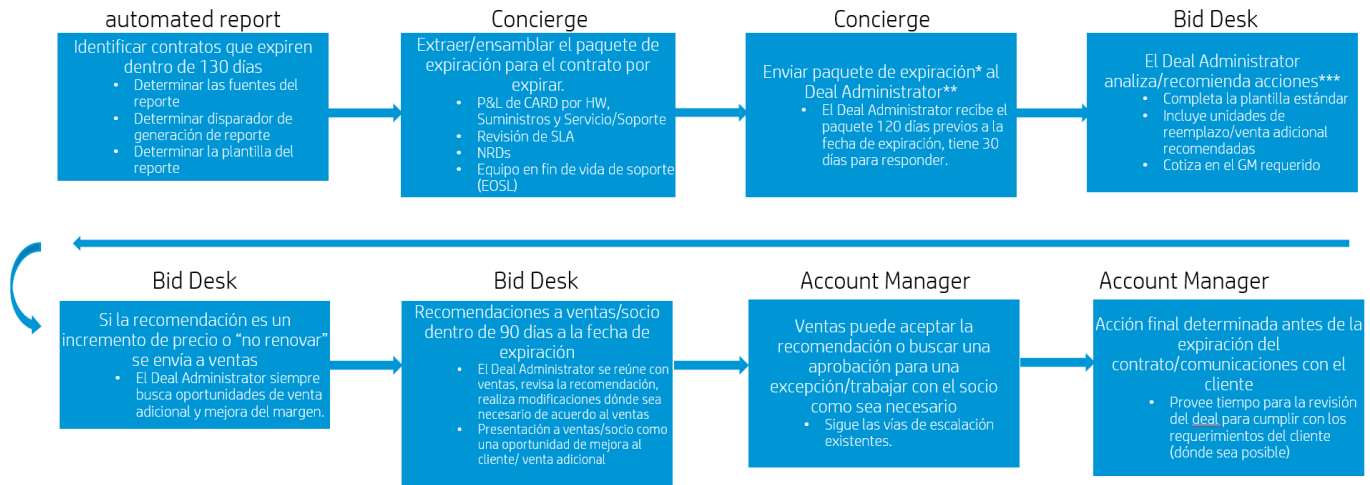 automated report
Identificar contratos que expiren
dentro de 130 días
• Determinar las fuentes del
reporte
• Determinar disparador de
generación de reporte
• Determinar la plantilla del
reporte
Concierge
Extraer/ensamblar el paquete de
expiración para el contrato por
expirar.
• P&L de CARD por HW,
Suministros y Servicio/Soporte
• Revisión de SLA
• NRDs
• Equipo en fin de vida de soporte
(EOSL)
Concierge
Enviar paquete de expiración* al
Deal Administrator**
• El Deal Administrator recibe el
paquete 120 días previos a la
fecha de expiración, tiene 30
días para responder.
Bid Desk
El Deal Administrator
analiza/recomienda acciones***
• Completa la plantilla estándar
• Incluye unidades de
reemplazo/venta adicional
recomendadas
• Cotiza en el GM requerido
Bid Desk
Si la recomendación es un
incremento de precio o “no renovar”
se envía a ventas
• El Deal Administrator siempre
busca oportunidades de venta
adicional y mejora del margen.
Bid Desk
Recomendaciones a ventas/socio
dentro de 90 días a la fecha de
expiración
• El Deal Administrator se reúne con
ventas, revisa la recomendación,
realiza modificaciones dónde sea
necesario de acuerdo al ventas
• Presentación a ventas/socio como
una oportunidad de mejora al
cliente/ venta adicional
Account Manager
Ventas puede aceptar la
recomendación o buscar una
aprobación para una
excepción/trabajar con el socio
como sea necesario
• Sigue las vías de escalación
existentes.
Account Manager
Acción final determinada antes de la
expiración del
contrato/comunicaciones con el
cliente
• Provee tiempo para la revisión
del deal para cumplir con los
requerimientos del cliente
(dónde sea posible)